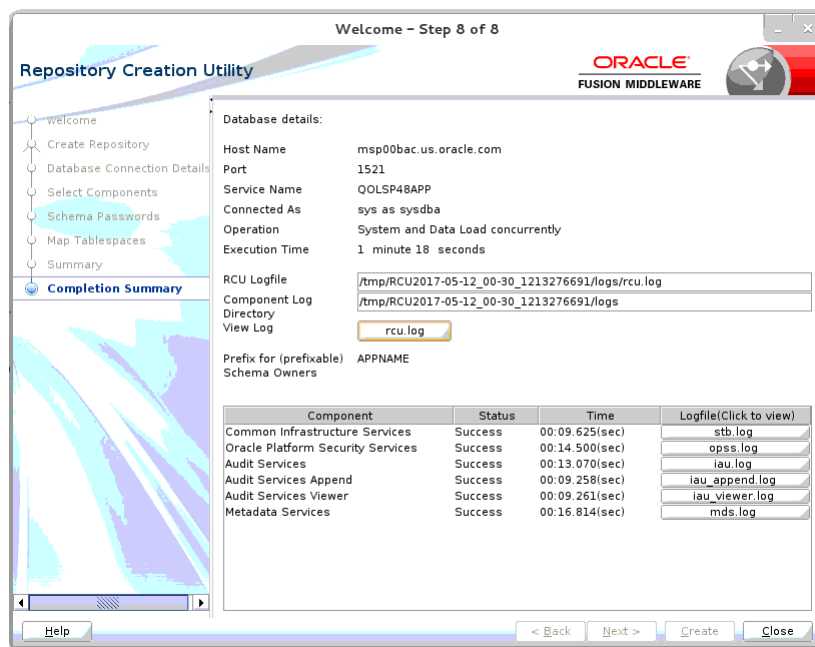 Welcome – Step 8 of 8
Repository Creation Utility
ORACLE
FUSION MIDDLEWARE
Welcome
Create Repository
Database Connection Details
Select Components
Schema Passwords
Map Tablespaces
Summary
Completion Summary
Database details:
Host Name msp00bac.us.oracle.com
Port 1521
Service Name QOLSP48APP
Connected As sys as sysdba
Operation System and Data Load concurrently
Execution Time 1 minute 18 seconds
RCU Logfile /tmp/RCU2017-05-12_00-30_1213276691/logs/rcu.log
Component Log /tmp/RCU2017-05-12_00-30_1213276691/logs
Directory
View Log rcu.log
Prefix for (prefixable) APPNAME
Schema Owners
Component Status Time Logfile(Click to view)
Common Infrastructure Services Success 00:09.625(sec) stb.log
Oracle Platform Security Services Success 00:14.500(sec) opss.log
Audit Services Success 00:13.070(sec) iau.log
Audit Services Append Success 00:09.258(sec) iau_append.log
Audit Services Viewer Success 00:09.261(sec) iau_viewer.log
Metadata Services Success 00:16.814(sec) mds.log
Help < Back Next > Create Close